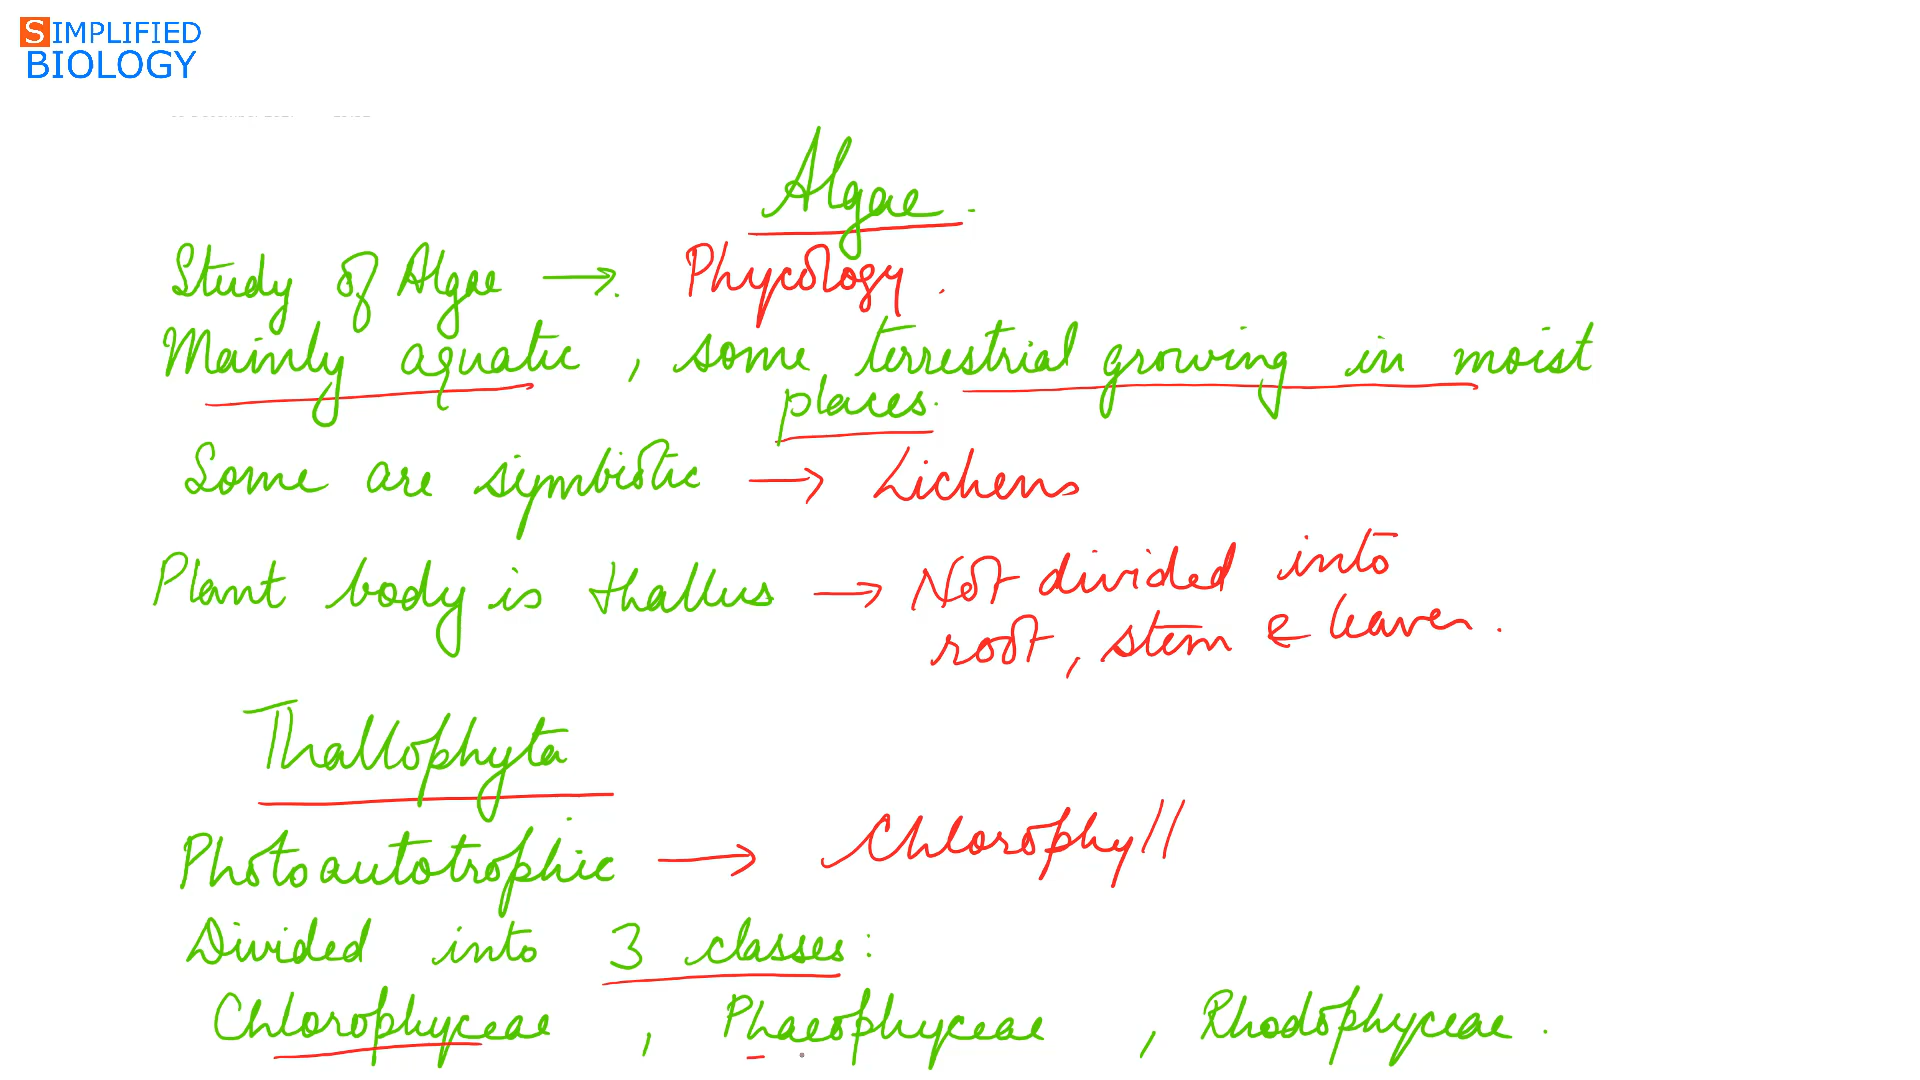 SIMPLIFIED
BIOLOGY
Algae.
Study of Algae → Phycology.
Mainly aquatic, some terrestrial growing in moist
places.
Some are symbiotic → Lichens
Plant body is thallus → Not divided into
root, stem & leaves.
Thallophyta
Photoautotrophic → Chlorophyll
Divided into 3 classes:
Chlorophyceae, Phaeophyceae, Rhodophyceae.